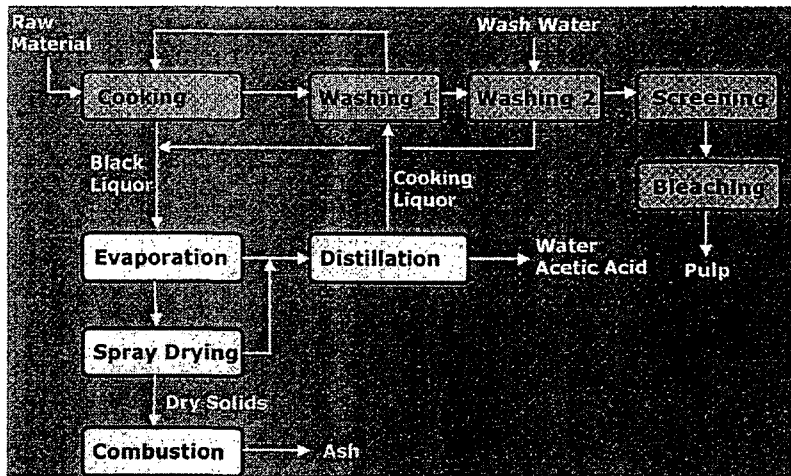 Raw
Material
Wash Water
Cooking
Washing 1
Washing 2
Screening
Black
Liquor
Cooking
Liquor
Bleaching
Evaporation
Distillation
Water
Acetic Acid
Pulp
Spray Drying
Dry Solids
Combustion
Ash